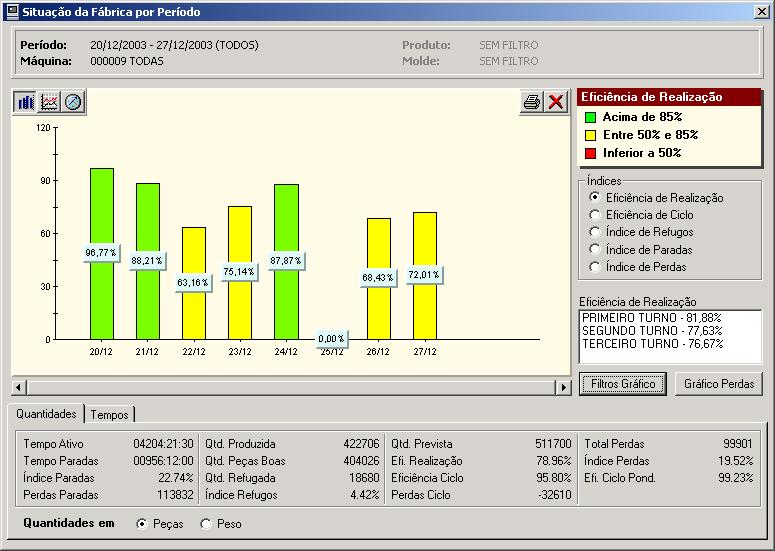 Situação da Fábrica por Período
Período: 20/12/2003 - 27/12/2003 (TODOS) Produto: SEM FILTRO
Máquina: 000009 TODAS Molde: SEM FILTRO
Eficiência de Realização
Acima de 85%
Entre 50% e 85%
Inferior a 50%
120
90
60
30
0
96,77%
88,21%
63,16%
75,14%
87,87%
0,00%
68,43%
72,01%
20/12 21/12 22/12 23/12 24/12 25/12 26/12 27/12
Índices
Eficiência de Realização
Eficiência de Ciclo
Índice de Refugos
Índice de Paradas
Índice de Perdas
Eficiência de Realização
PRIMEIRO TURNO - 81,88%
SEGUNDO TURNO - 77,63%
TERCEIRO TURNO - 76,67%
Filtros Gráfico Gráfico Perdas
Quantidades Tempos
Tempo Ativo 04204:21:30 Qtd. Produzida 422706 Qtd. Prevista 511700 Total Perdas 99901
Tempo Paradas 00956:12:00 Qtd. Peças Boas 404026 Efi. Realização 78.96% Índice Perdas 19.52%
Índice Paradas 22.74% Qtd. Refugada 18680 Eficiência Ciclo 95.80% Efi. Ciclo Pond. 99.23%
Perdas Paradas 113832 Índice Refugos 4.42% Perdas Ciclo -32610
Quantidades em Peças Peso